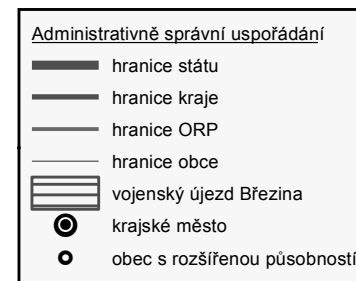 Administrativně správní uspořádání
hranice státu
hranice kraje
hranice ORP
hranice obce
vojenský újezd Březina
krajské město
obec s rozšířenou působností